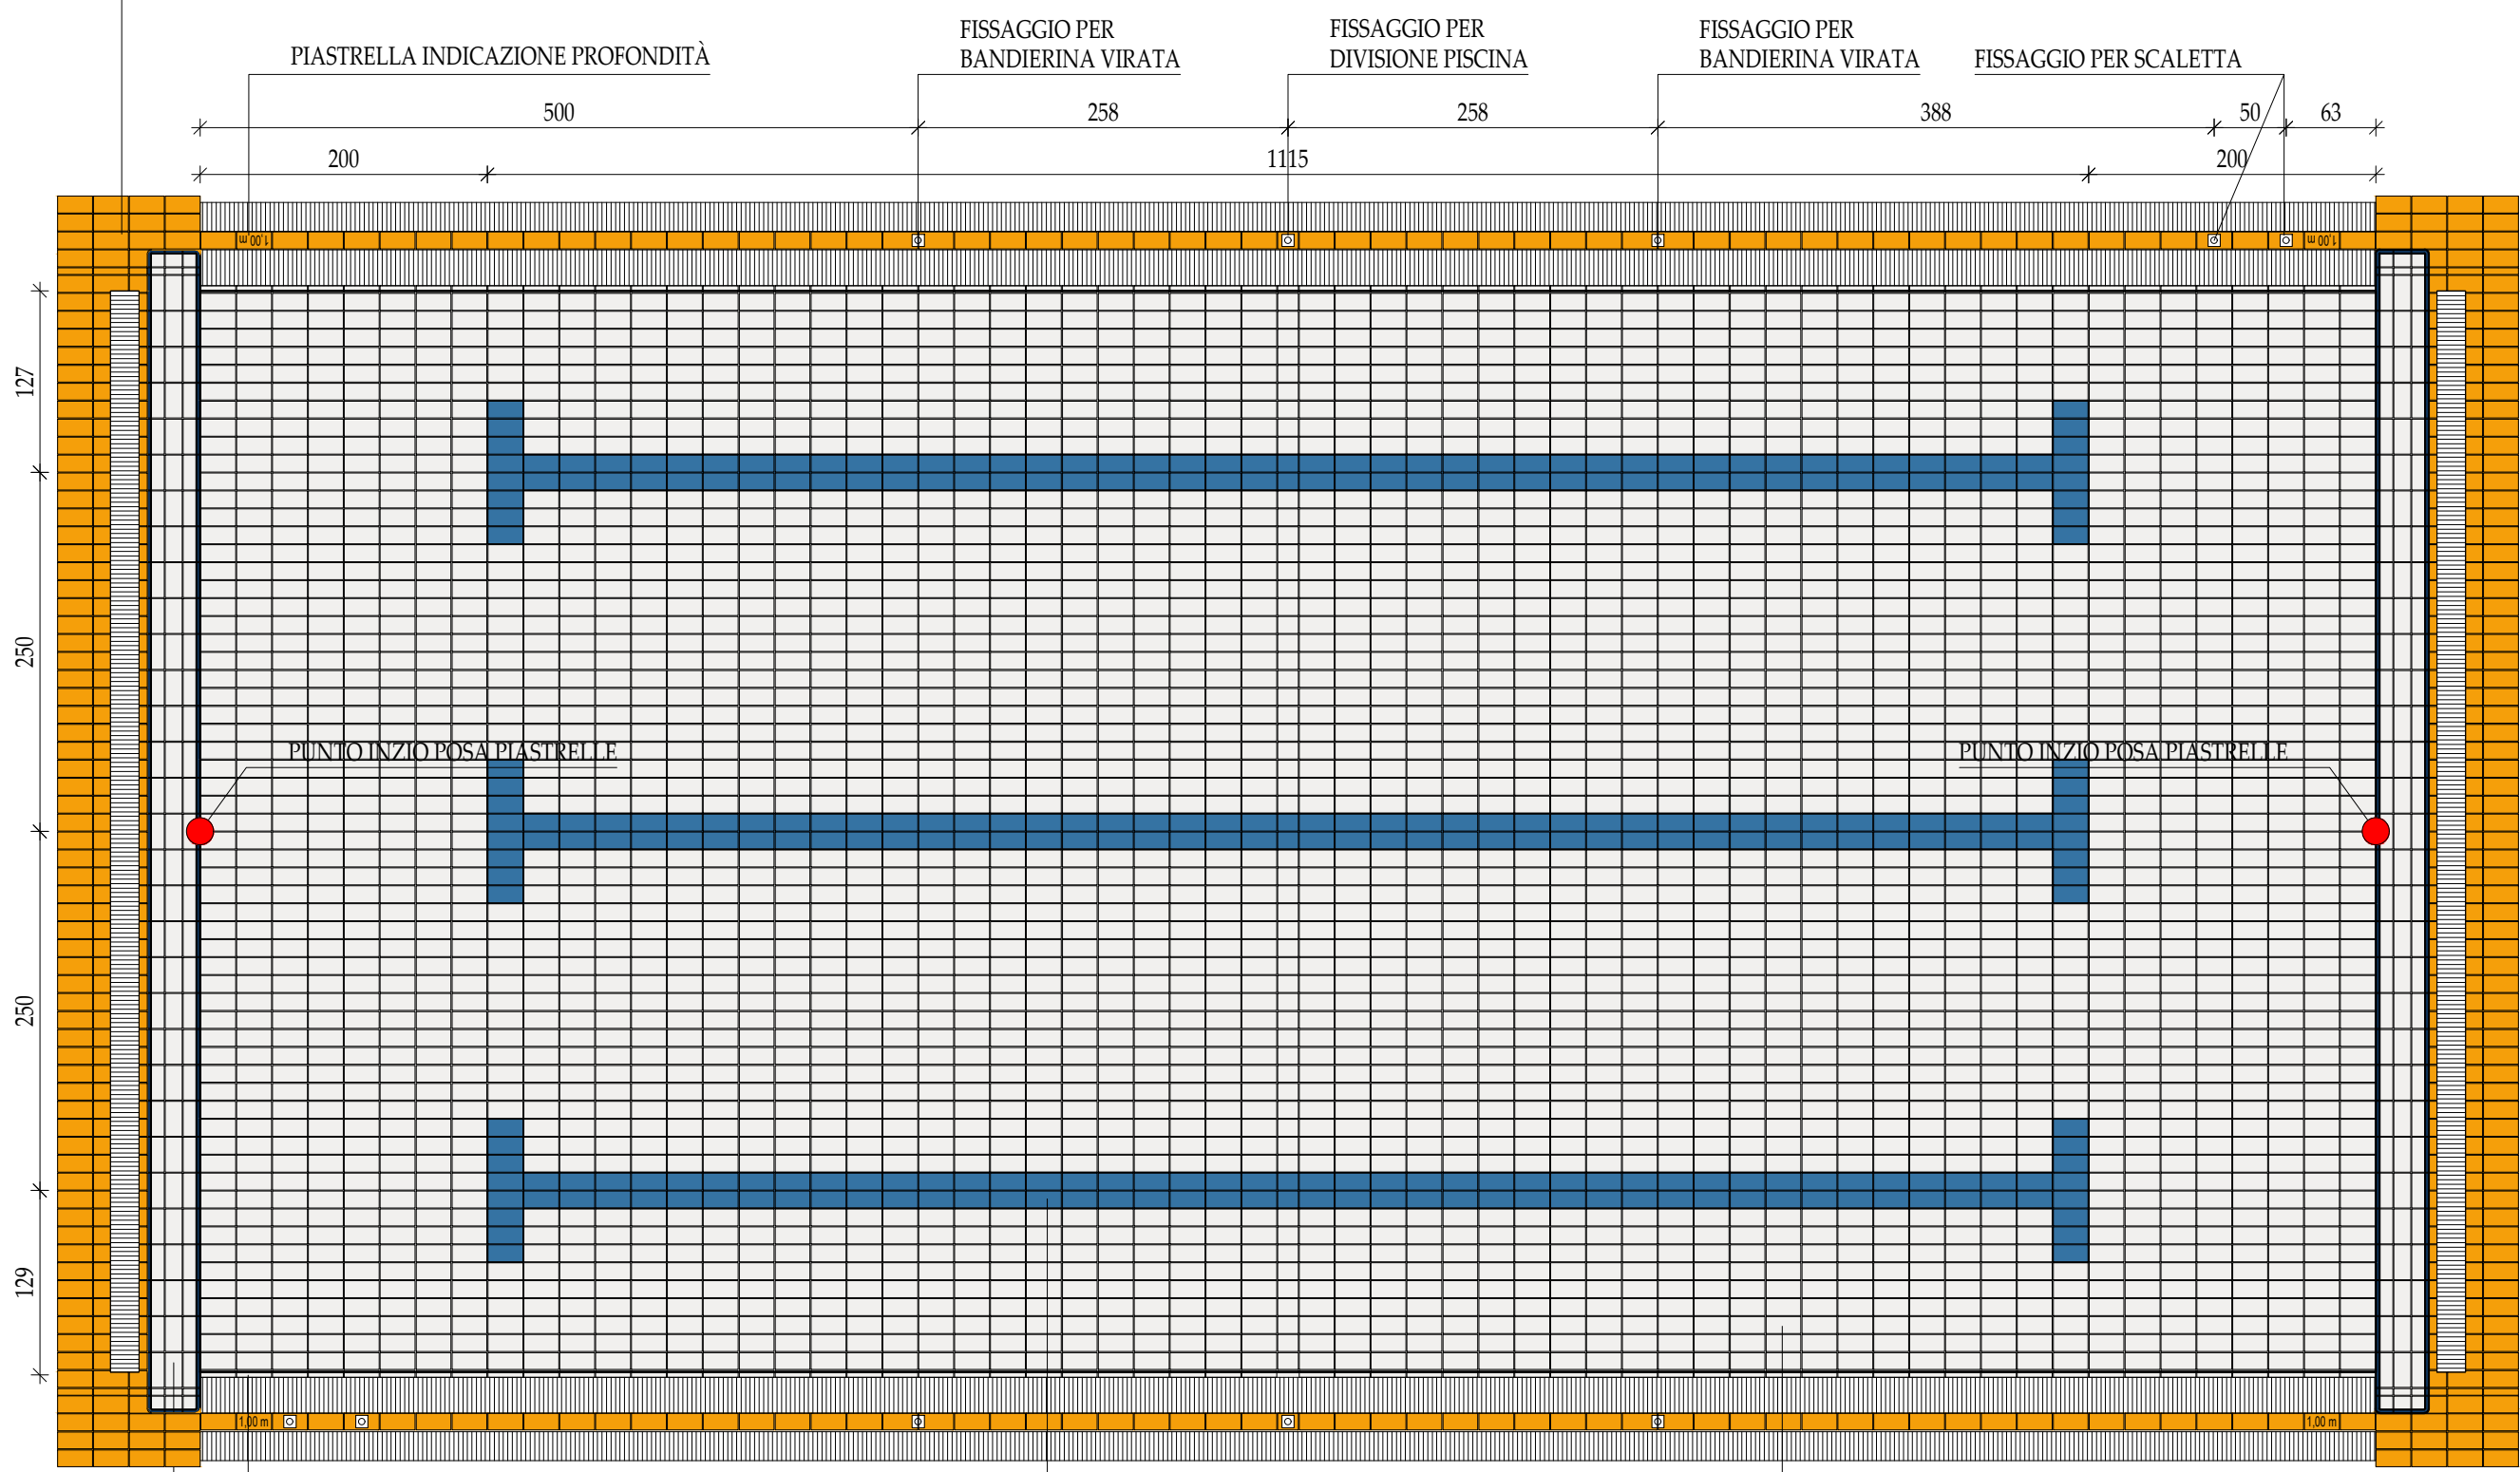 FISSAGGIO PER
BANDIERINA VIRATA
FISSAGGIO PER
DIVISIONE PISCINA
FISSAGGIO PER
BANDIERINA VIRATA
PIASTRELLA INDICAZIONE PROFONDITÀ
FISSAGGIO PER SCALETTA
500
258
258
388
50
63
200
1115
200
1,00 m
1,00 m
127
250
PUNTO INZIO POSA PIASTRELLE
PUNTO INZIO POSA PIASTRELLE
250
129
1,00 m
1,00 m